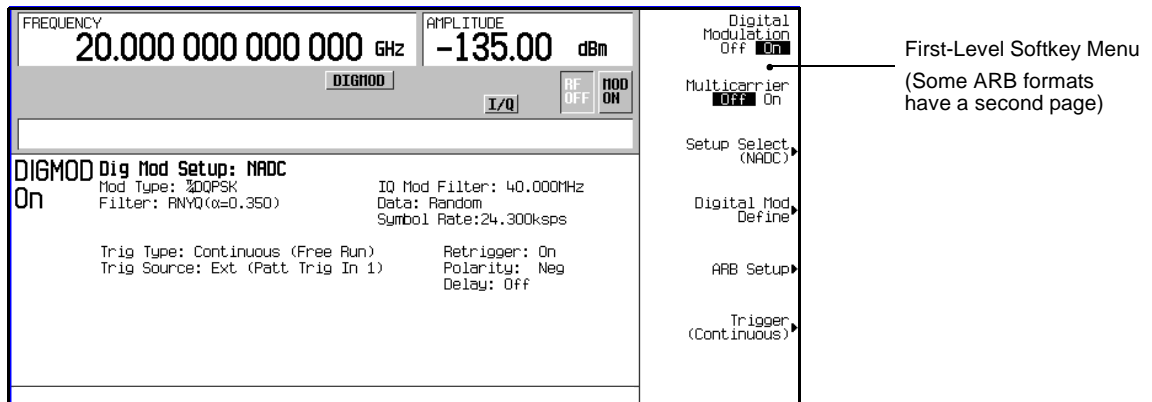 FREQUENCY
20.000 000 000 000 GHz
AMPLITUDE
-135.00 dBm
DIGMOD
I/Q
RF OFF
MOD ON
DIGMOD On
Dig Mod Setup: NADC
Mod Type: π/4DQPSK
Filter: RNYQ(α=0.350)
IQ Mod Filter: 40.000MHz
Data: Random
Symbol Rate:24.300ksps
Trig Type: Continuous (Free Run)
Trig Source: Ext (Patt Trig In 1)
Retrigger: On
Polarity: Neg
Delay: Off
Digital
Modulation
Off On
Multicarrier
Off On
Setup Select
(NADC)
Digital Mod
Define
ARB Setup
Trigger
(Continuous)
First-Level Softkey Menu
(Some ARB formats
have a second page)